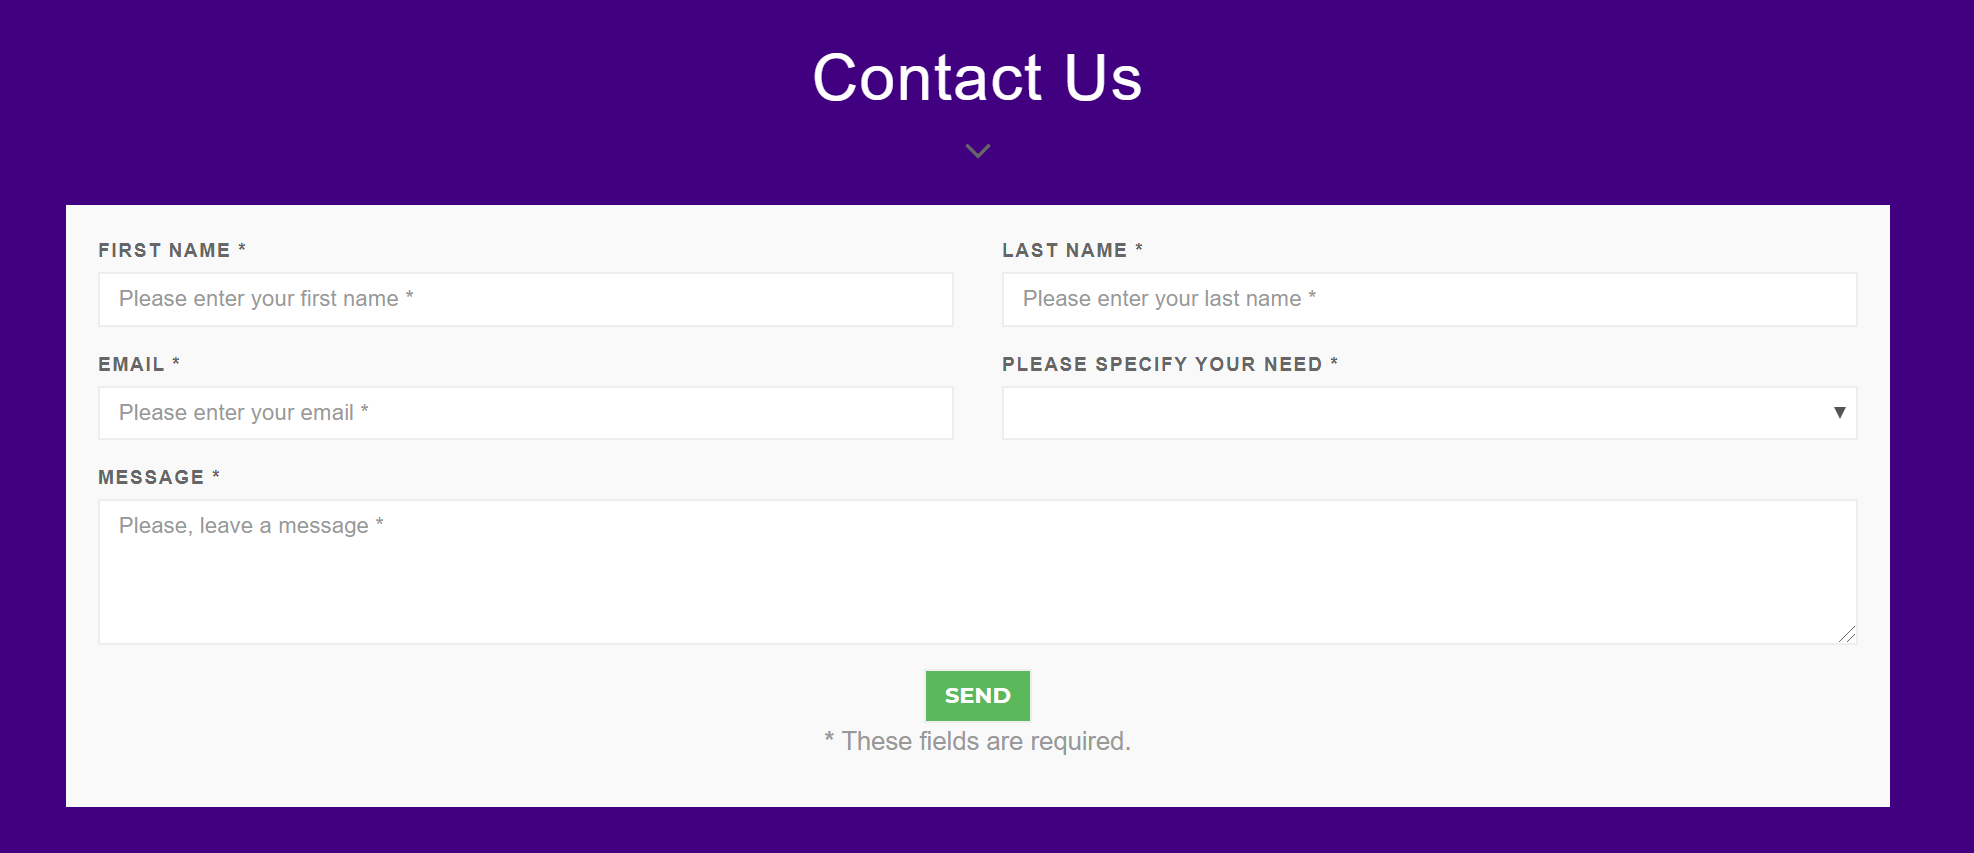 Contact Us
FIRST NAME *
LAST NAME *
Please enter your first name *
Please enter your last name *
EMAIL *
PLEASE SPECIFY YOUR NEED *
Please enter your email *
MESSAGE *
Please, leave a message *
SEND
* These fields are required.